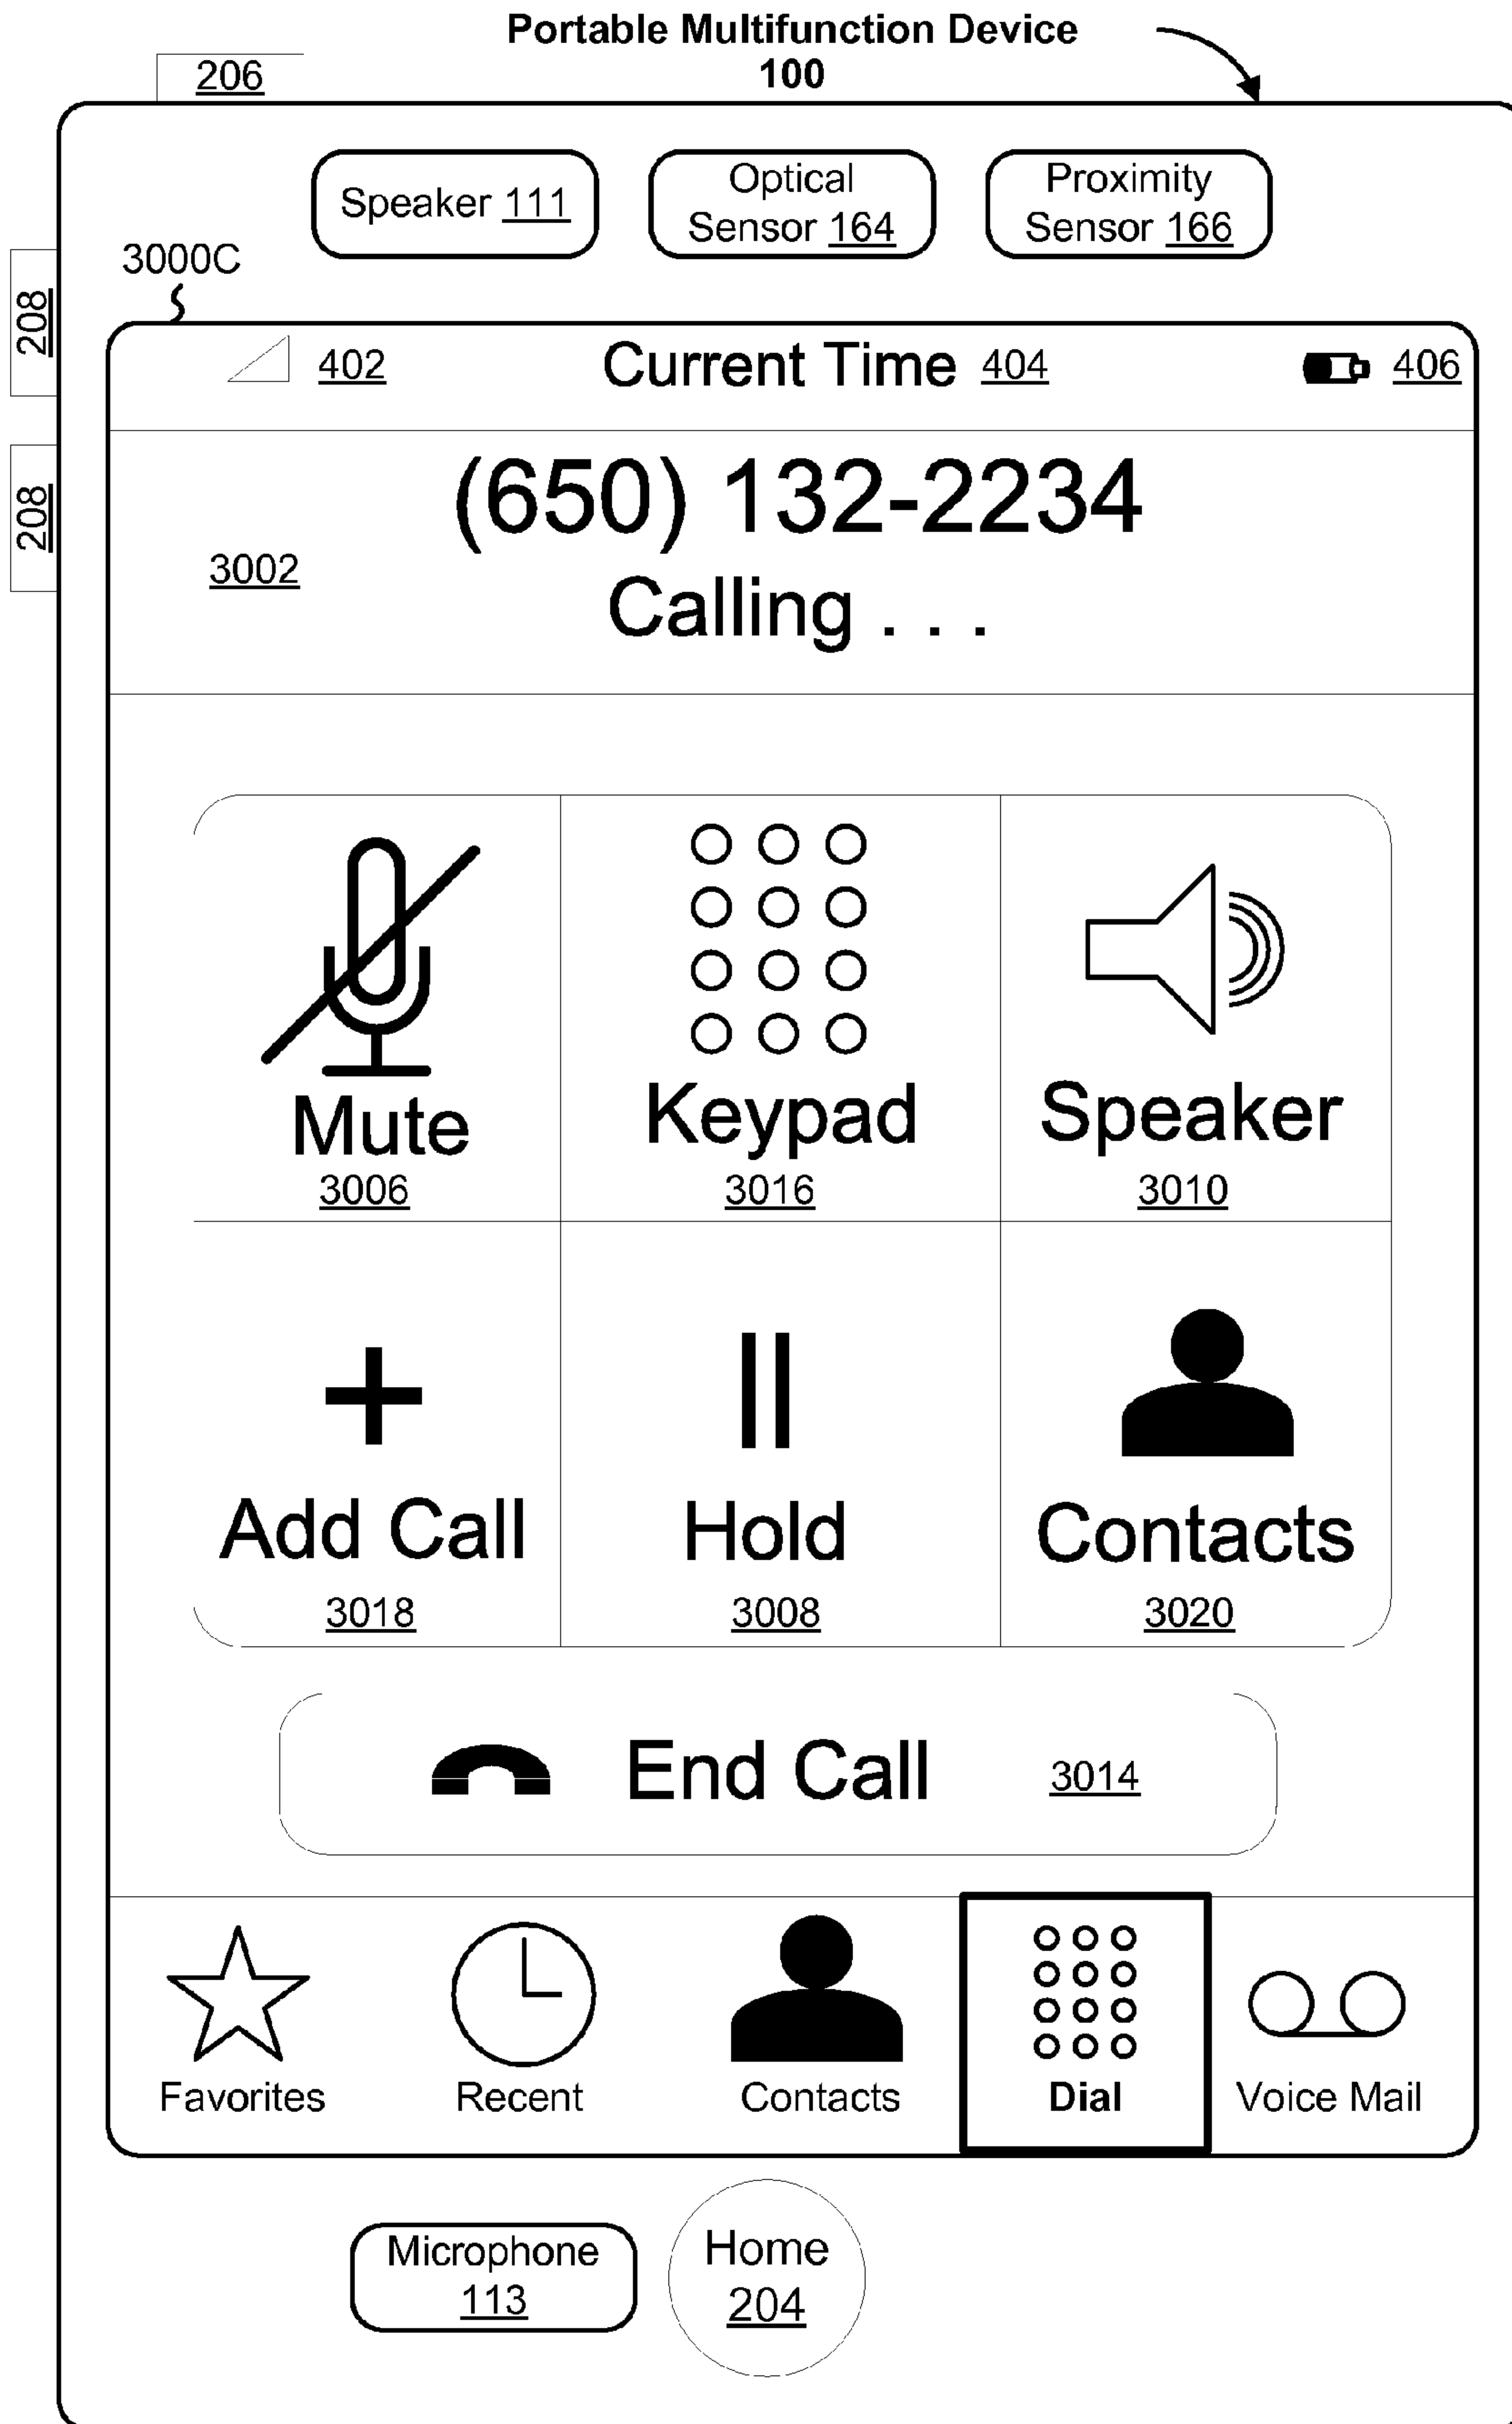 Portable Multifunction Device
100
206
Speaker 111
Optical
Sensor 164
Proximity
Sensor 166
3000C
208
208
402
Current Time 404
406
(650) 132-2234
3002
Calling . . .
Mute
3006
Keypad
3016
Speaker
3010
Add Call
3018
Hold
3008
Contacts
3020
End Call
3014
Favorites
Recent
Contacts
Dial
Voice Mail
Microphone
113
Home
204